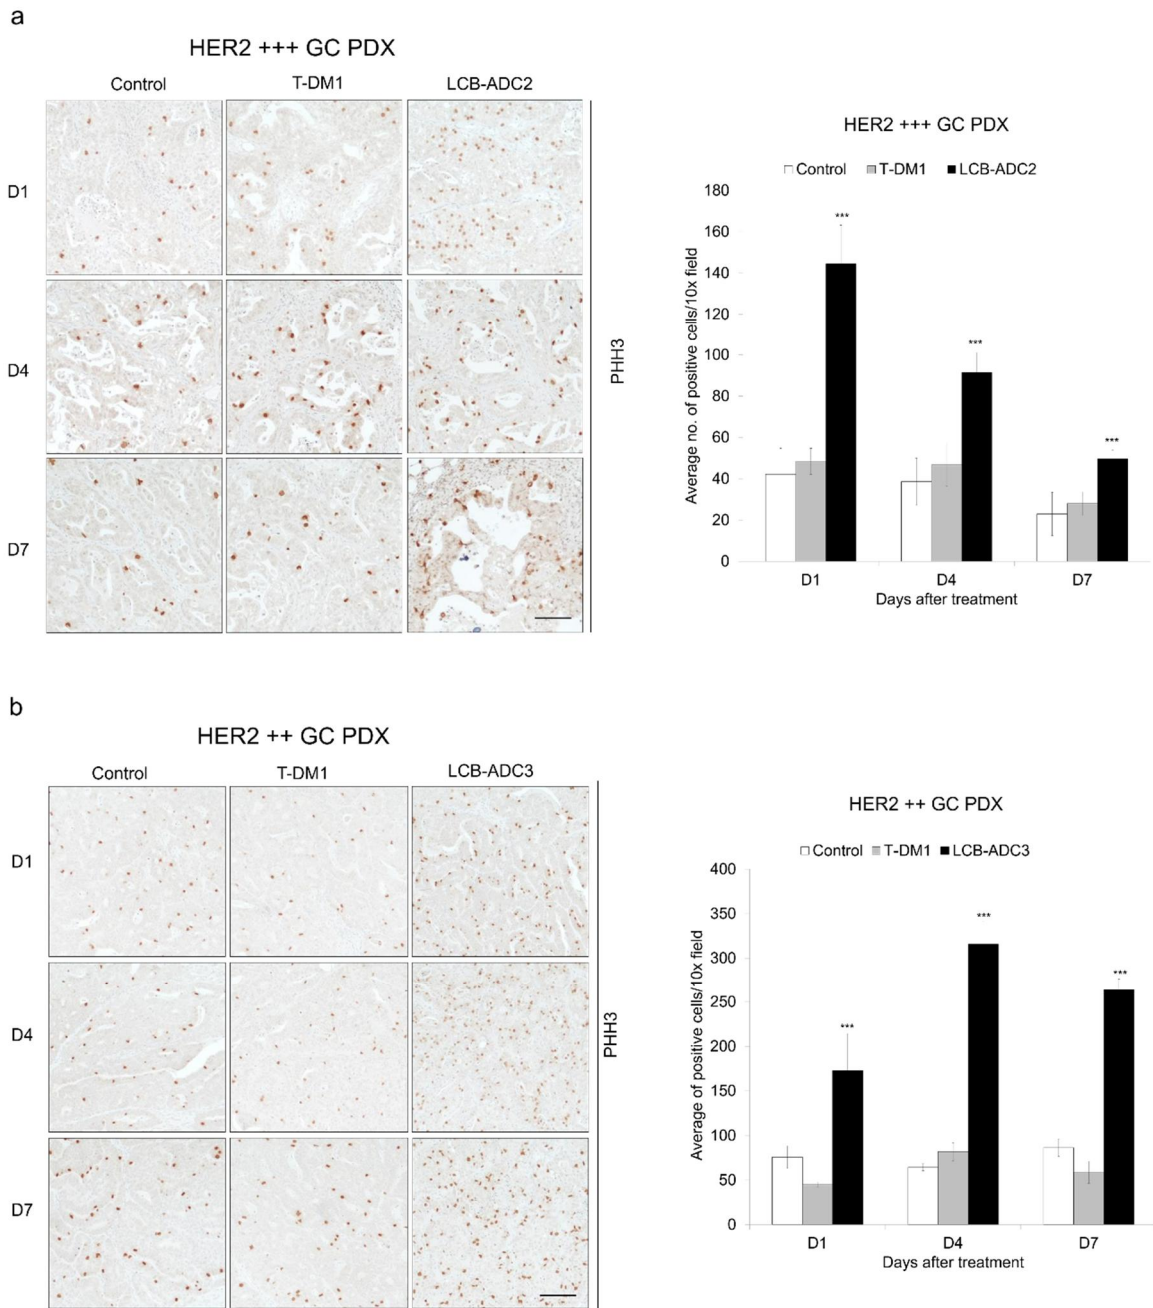 a
HER2 +++ GC PDX
Control T-DM1 LCB-ADC2
D1
D4
D7
PHH3
HER2 +++ GC PDX
Control T-DM1 LCB-ADC2
180
160
140
120
100
80
60
40
20
0
Average no. of positive cells/10x field
***
***
***
D1 D4 D7
Days after treatment
b
HER2 ++ GC PDX
Control T-DM1 LCB-ADC3
D1
D4
D7
PHH3
HER2 ++ GC PDX
Control T-DM1 LCB-ADC3
400
350
300
250
200
150
100
50
0
Average of positive cells/10x field
***
***
***
D1 D4 D7
Days after treatment